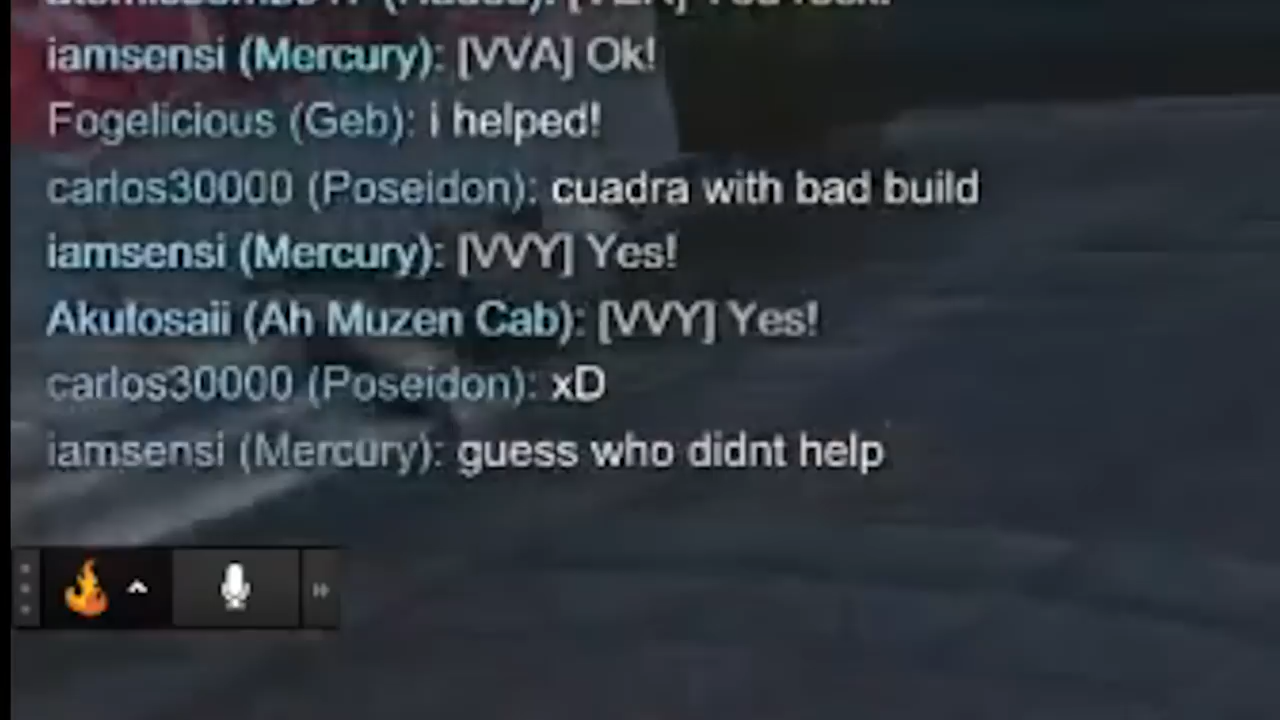 iamsensi (Mercury): [VVA] Ok!
Fogelicious (Geb): i helped!
carlos30000 (Poseidon): cuadra with bad build
iamsensi (Mercury): [VVY] Yes!
Akutosaii (Ah Muzen Cab): [VVY] Yes!
carlos30000 (Poseidon): xD
iamsensi (Mercury): guess who didnt help